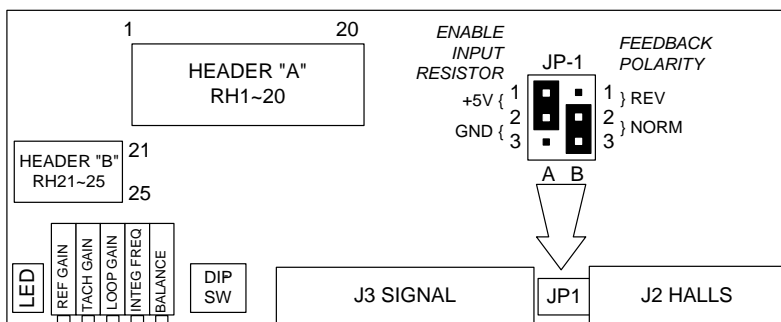 1 20
HEADER "A"
RH1~20
ENABLE
INPUT
RESISTOR
JP-1
FEEDBACK
POLARITY
+5V { 1 1 } REV
2 2 } NORM
GND { 3 3
A B
HEADER "B"
RH21~25
21
25
LED
REF GAIN
TACH GAIN
LOOP GAIN
INTEG FREQ
BALANCE
DIP
SW
J3 SIGNAL
JP1
J2 HALLS